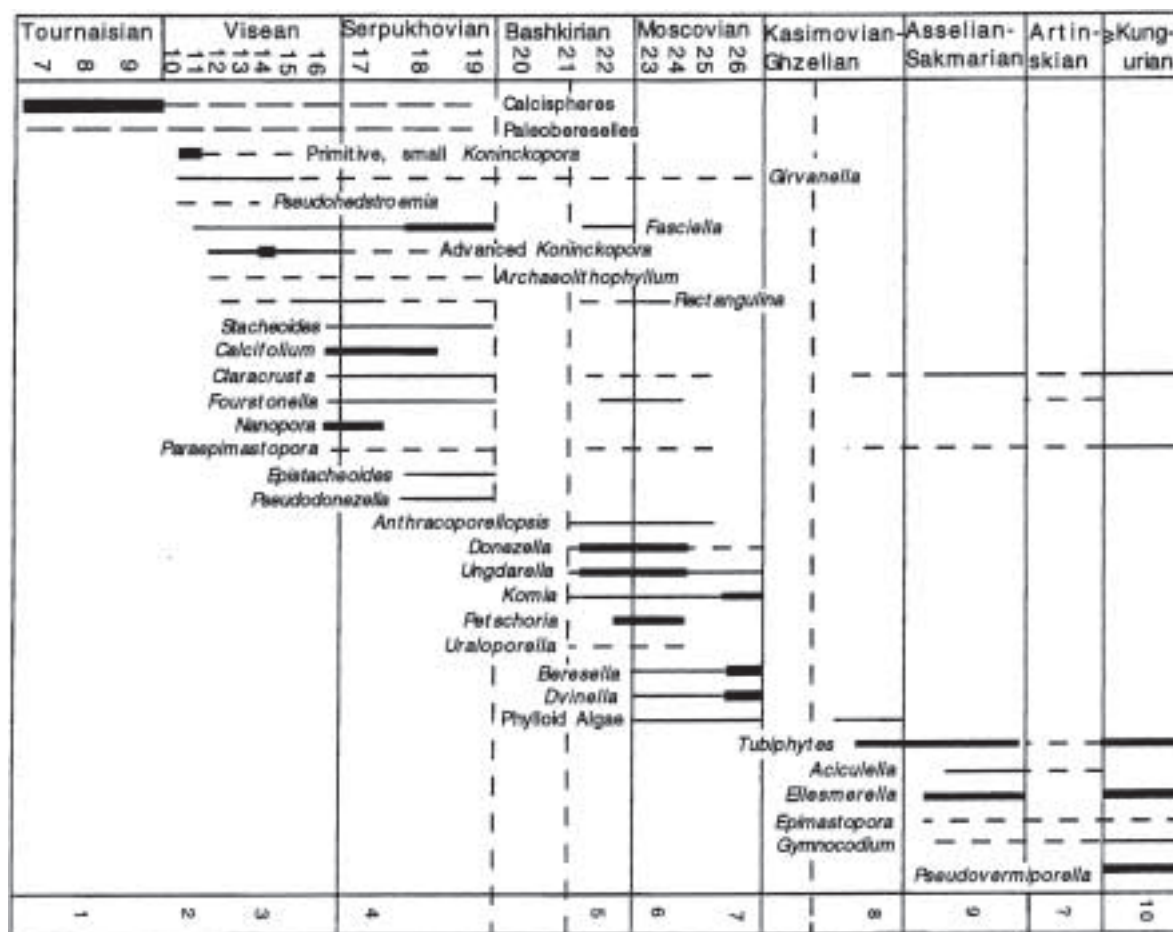 Tournaisian Visean Serpukhovian Bashkirian Moscovian Kasimovian- Asselian- Artin- ≥Kung-
Ghzelian Sakmarian skian urian
7 8 9 10 11 12 13 14 15 16 17 18 19 20 21 22 23 24 25 26
Calcispheres
Paleobereselles
Primitive, small Koninckopora
Girvanella
Pseudohedstroemia
Fasciella
Advanced Koninckopora
Archaeolithophyllum
Rectangulina
Stacheoides
Calcifolium
Claracrusta
Fourstonella
Nanopora
Paraepimastopora
Epistacheoides
Pseudodonezella
Anthracoporellopsis
Donezella
Ungdarella
Komia
Petschoria
Uraloporella
Beresella
Dvinella
Phylloid Algae
Tubiphytes
Aciculella
Ellesmerella
Epimastopora
Gymnocodium
Pseudovermiporella
1 2 3 4 5 6 7 8 9 7 10